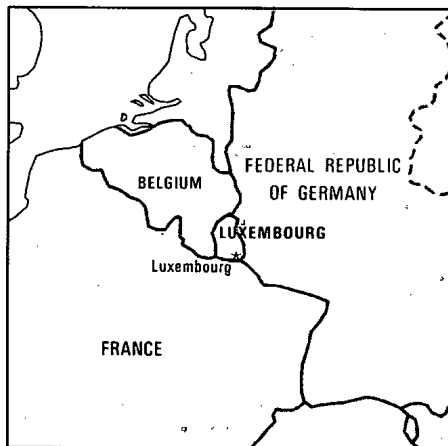 FEDERAL REPUBLIC
OF GERMANY
BELGIUM
LUXEMBOURG
Luxembourg
FRANCE